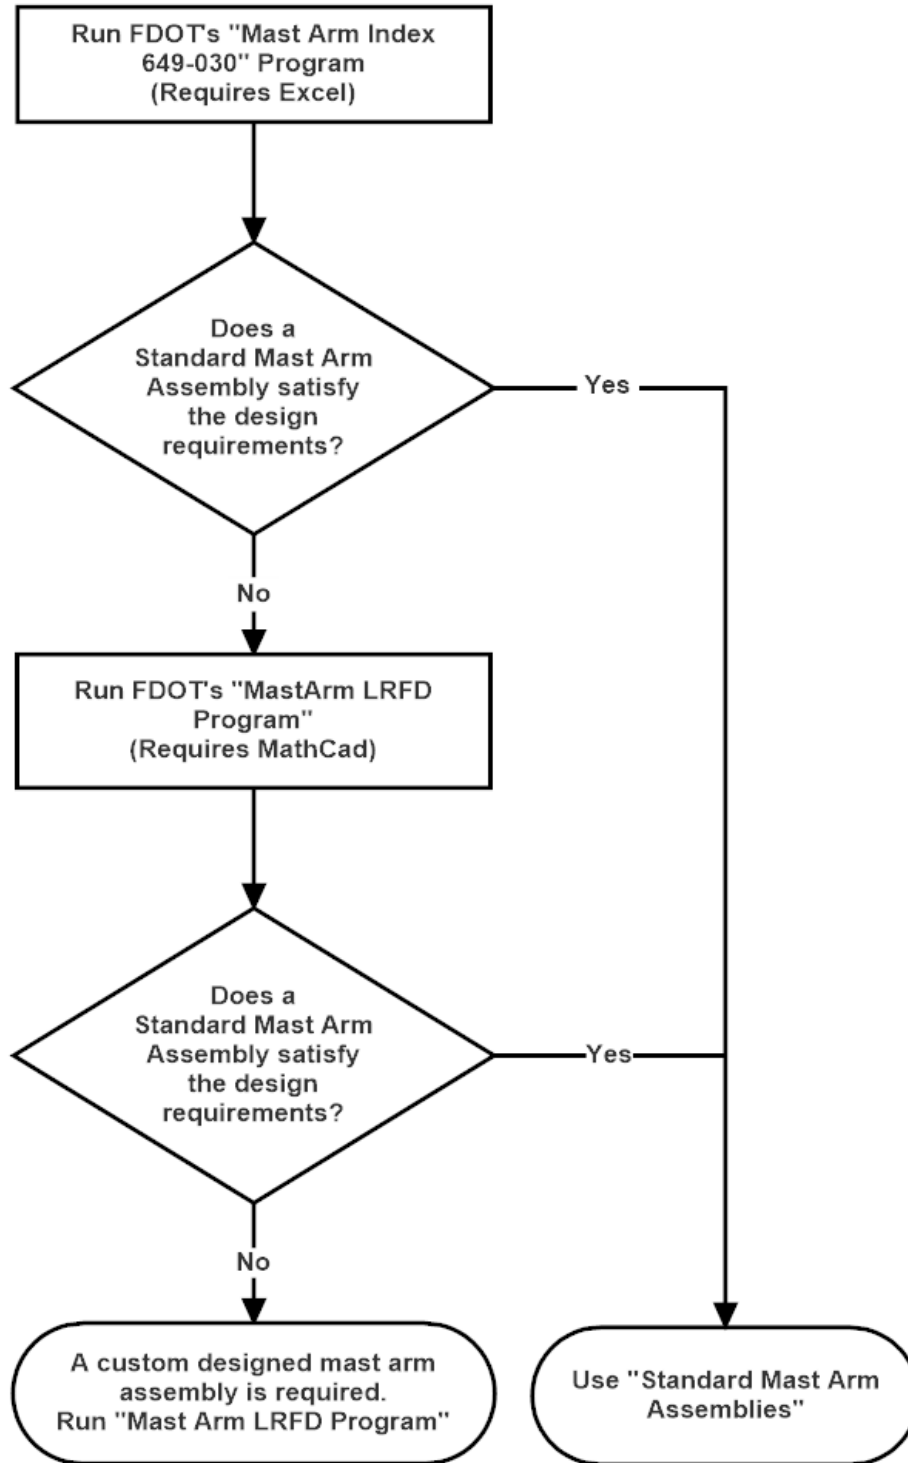 Run FDOT's "Mast Arm Index
649-030" Program
(Requires Excel)
Does a
Standard Mast Arm
Assembly satisfy
the design
requirements?
Yes
No
Run FDOT's "MastArm LRFD
Program"
(Requires MathCad)
Does a
Standard Mast Arm
Assembly satisfy
the design
requirements?
Yes
No
A custom designed mast arm
assembly is required.
Run "Mast Arm LRFD Program"
Use "Standard Mast Arm
Assemblies"